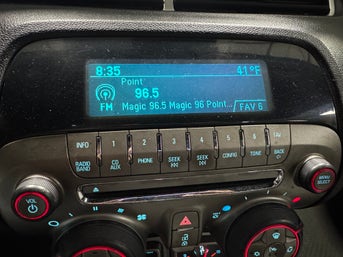 8:35 41°F
Point
96.5
FM Magic 96.5 Magic 96 Point... FAV 6
INFO 1 2 3 4 5 6 FAV
RADIO BAND CD AUX PHONE SEEK SEEK CONFIG TONE BACK
VOL
MENU SELECT